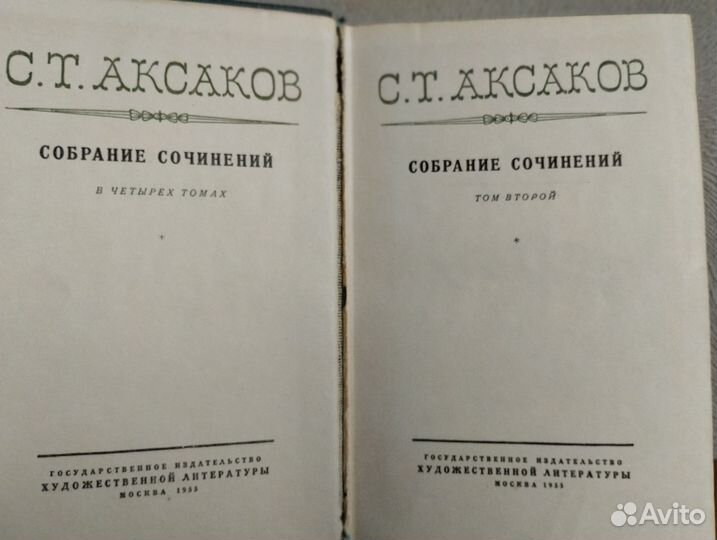 С. Т. АКСАКОВ
СОБРАНИЕ СОЧИНЕНИЙ
В ЧЕТЫРЕХ ТОМАХ
*
ГОСУДАРСТВЕННОЕ ИЗДАТЕЛЬСТВО
ХУДОЖЕСТВЕННОЙ ЛИТЕРАТУРЫ
МОСКВА 1955
С. Т. АКСАКОВ
СОБРАНИЕ СОЧИНЕНИЙ
ТОМ ВТОРОЙ
*
ГОСУДАРСТВЕННОЕ ИЗДАТЕЛЬСТВО
ХУДОЖЕСТВЕННОЙ ЛИТЕРАТУРЫ
МОСКВА 1955
Avito